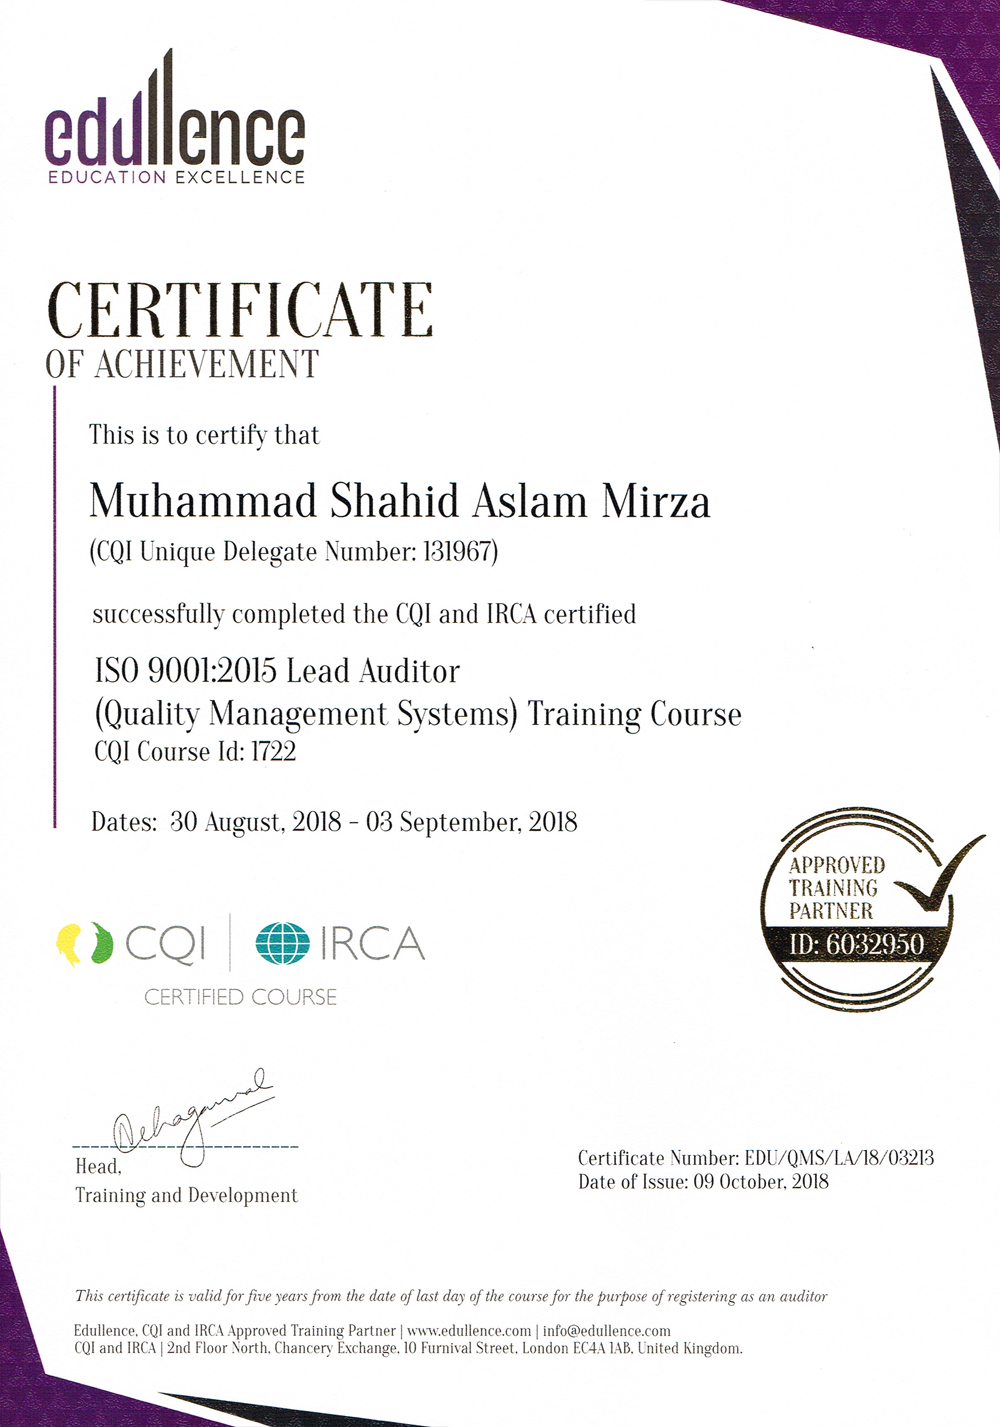 edullence
EDUCATION EXCELLENCE
CERTIFICATE
OF ACHIEVEMENT
This is to certify that
Muhammad Shahid Aslam Mirza
(CQI Unique Delegate Number: 131967)
successfully completed the CQI and IRCA certified
ISO 9001:2015 Lead Auditor
(Quality Management Systems) Training Course
CQI Course Id: 1722
Dates: 30 August, 2018 - 03 September, 2018
APPROVED
TRAINING
PARTNER
ID: 6032950
CQI IRCA
CERTIFIED COURSE
Head,
Training and Development
Certificate Number: EDU/QMS/LA/18/03213
Date of Issue: 09 October, 2018
This certificate is valid for five years from the date of last day of the course for the purpose of registering as an auditor
Edullence, CQI and IRCA Approved Training Partner | www.edullence.com | info@edullence.com
CQI and IRCA | 2nd Floor North, Chancery Exchange, 10 Furnival Street, London EC4A 1AB, United Kingdom.